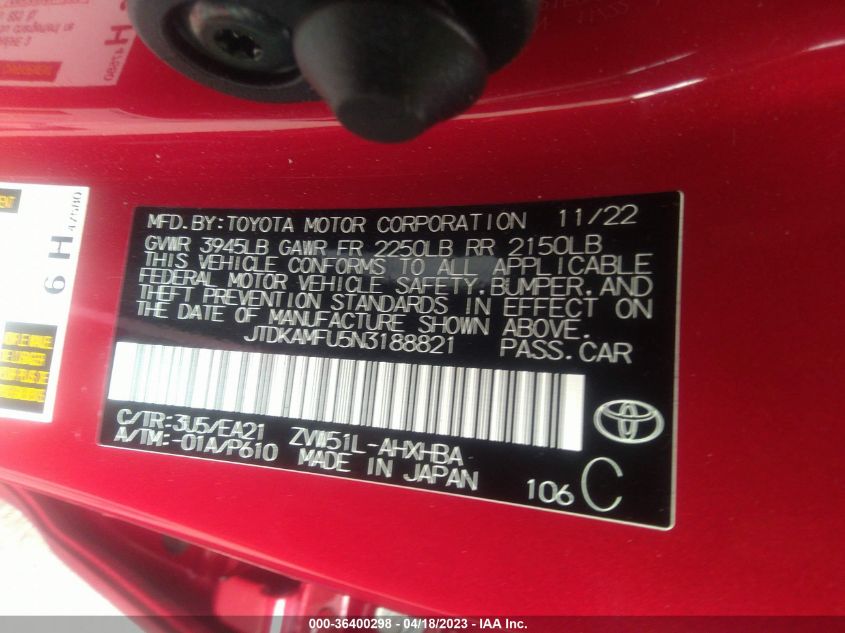 MFD.BY:TOYOTA MOTOR CORPORATION 11/22
GVWR 3945LB GAWR FR 2250LB RR 2150LB
THIS VEHICLE CONFORMS TO ALL APPLICABLE
FEDERAL MOTOR VEHICLE SAFETY,BUMPER,AND
THEFT PREVENTION STANDARDS IN EFFECT ON
THE DATE OF MANUFACTURE SHOWN ABOVE.
JTDKAMFU5N3188821 PASS.CAR
C/TR:3U5/EA21 ZVW51L-AHXHBA
A/TM:-01A/P610 MADE IN JAPAN
106 C
6 H 47580
000-36400298 - 04/18/2023 - IAA Inc.